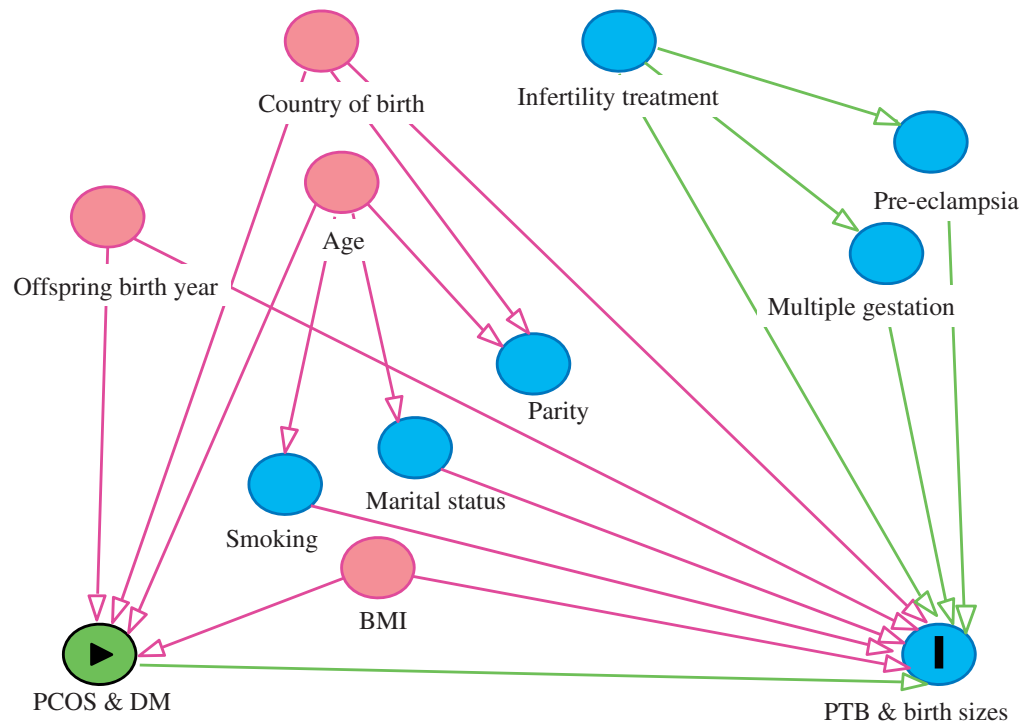 Country of birth
Infertility treatment
Pre-eclampsia
Age
Offspring birth year
Multiple gestation
Parity
Marital status
Smoking
BMI
PCOS & DM
PTB & birth sizes